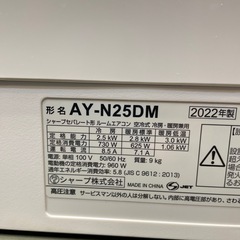 形名 AY-N25DM 2022年製
シャープセパレート形 ルームエアコン 空冷式 冷房・暖房兼用
冷房 暖房標準 暖房低温
定格能力 2.5 kW 2.8 kW 3.0 kW
定格消費電力 730 W 625 W 1.06 kW
定格電流 8.5 A 7.1 A
電源:単相 100 V 50/60 Hz 質量:9 kg
電動機定格消費電力:960 W
通年エネルギー消費効率:5.8 (JIS C 9612:2013)
シャープ株式会社 MADE IN CHINA JET
高圧注意